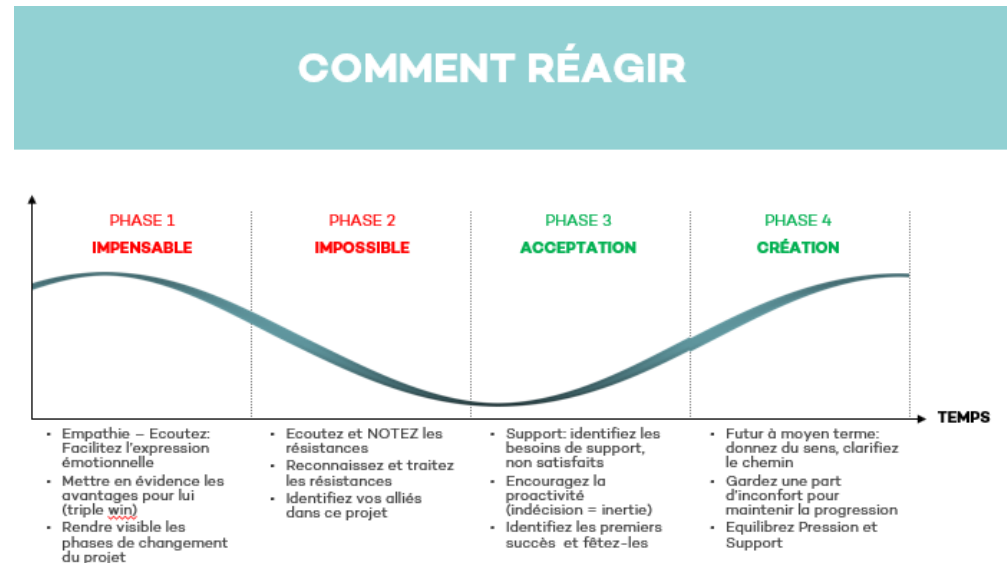 COMMENT RÉAGIR
PHASE 1
IMPENSABLE
PHASE 2
IMPOSSIBLE
PHASE 3
ACCEPTATION
PHASE 4
CRÉATION
TEMPS
• Empathie – Ecoutez:
Facilitez l'expression
émotionnelle
• Mettre en évidence les
avantages pour lui
(triple win)
• Rendre visible les
phases de changement
du projet
• Ecoutez et NOTEZ les
résistances
• Reconnaissez et traitez
les résistances
• Identifiez vos alliés
dans ce projet
• Support: identifiez les
besoins de support,
non satisfaits
• Encouragez la
proactivité
(indécision = inertie)
• Identifiez les premiers
succès et fêtez-les
• Futur à moyen terme:
donnez du sens, clarifiez
le chemin
• Gardez une part
d'inconfort pour
maintenir la progression
• Equilibrez Pression et
Support